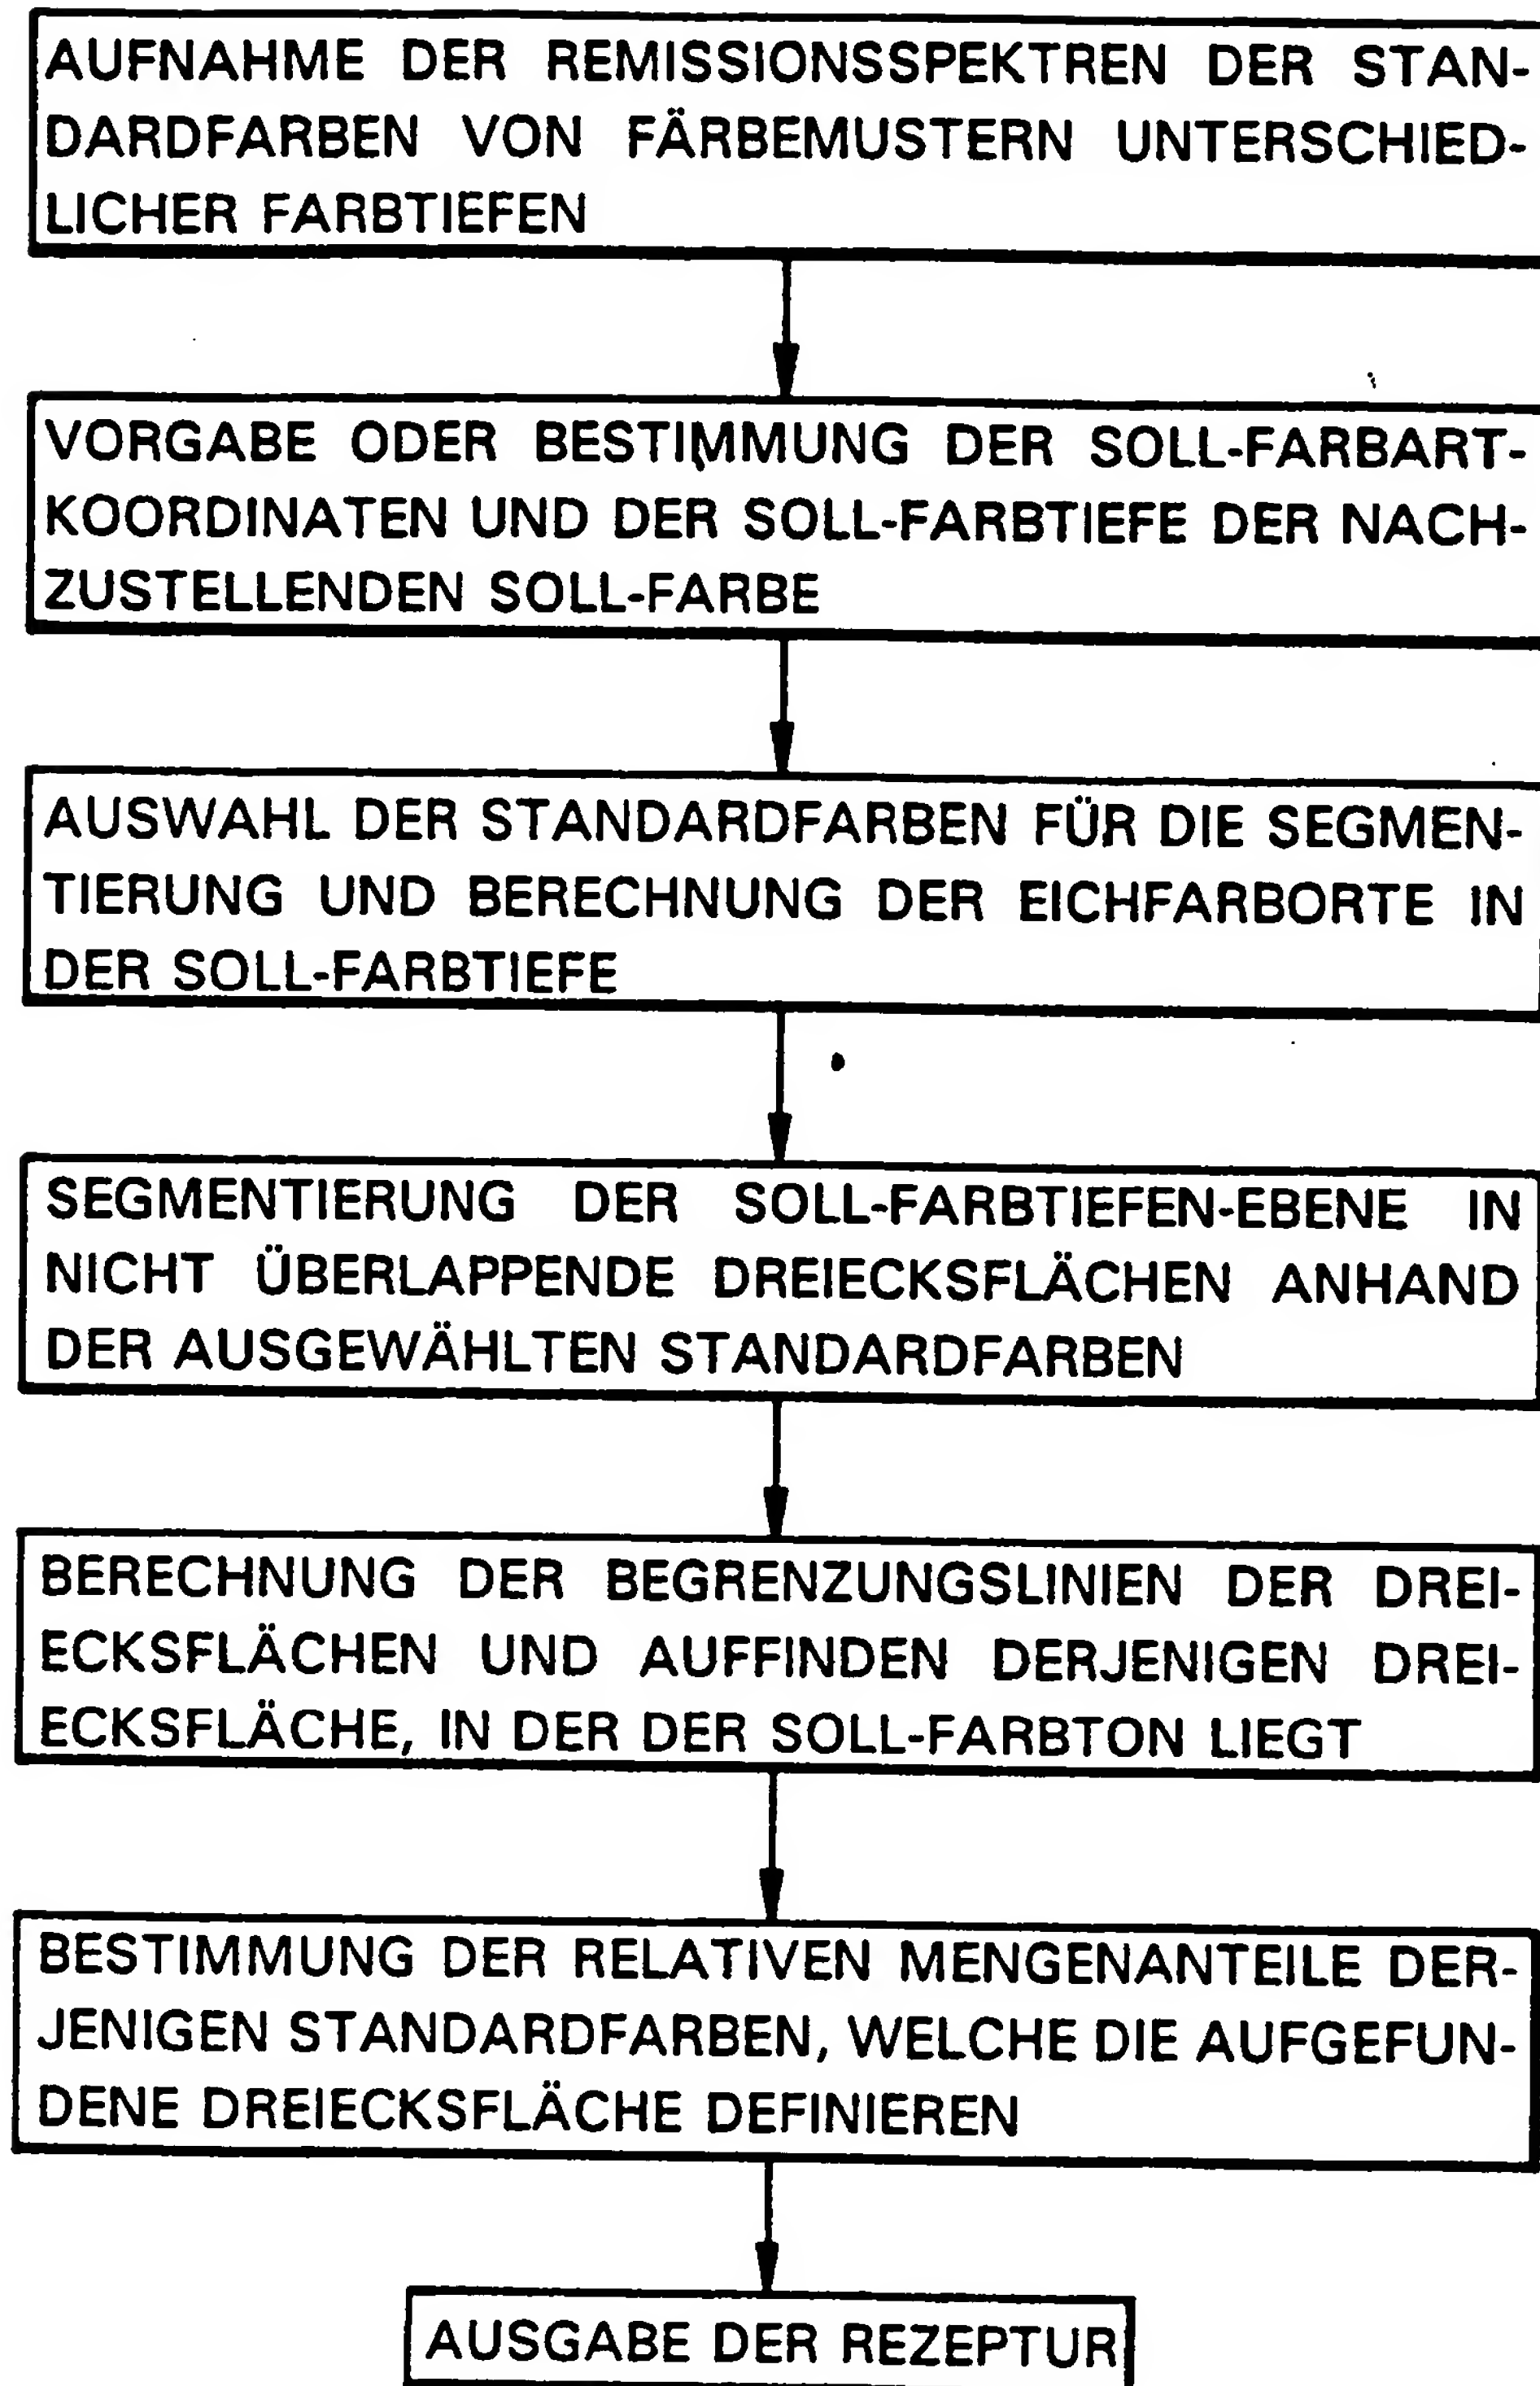 AUFNAHME DER REMISSIONSSPEKTREN DER STAN-
DARDFARBEN VON FÄRBEMUSTERN UNTERSCHIED-
LICHER FARBTIEFEN
VORGABE ODER BESTIMMUNG DER SOLL-FARBART-
KOORDINATEN UND DER SOLL-FARBTIEFE DER NACH-
ZUSTELLENDEN SOLL-FARBE
AUSWAHL DER STANDARDFARBEN FÜR DIE SEGMEN-
TIERUNG UND BERECHNUNG DER EICHFARBORTE IN
DER SOLL-FARBTIEFE
SEGMENTIERUNG DER SOLL-FARBTIEFEN-EBENE IN
NICHT ÜBERLAPPENDE DREIECKSFLÄCHEN ANHAND
DER AUSGEWÄHLTEN STANDARDFARBEN
BERECHNUNG DER BEGRENZUNGSLINIEN DER DREI-
ECKSFLÄCHEN UND AUFFINDEN DERJENIGEN DREI-
ECKSFLÄCHE, IN DER DER SOLL-FARBTON LIEGT
BESTIMMUNG DER RELATIVEN MENGENANTEILE DER-
JENIGEN STANDARDFARBEN, WELCHE DIE AUFGEFUN-
DENE DREIECKSFLÄCHE DEFINIEREN
AUSGABE DER REZEPTUR